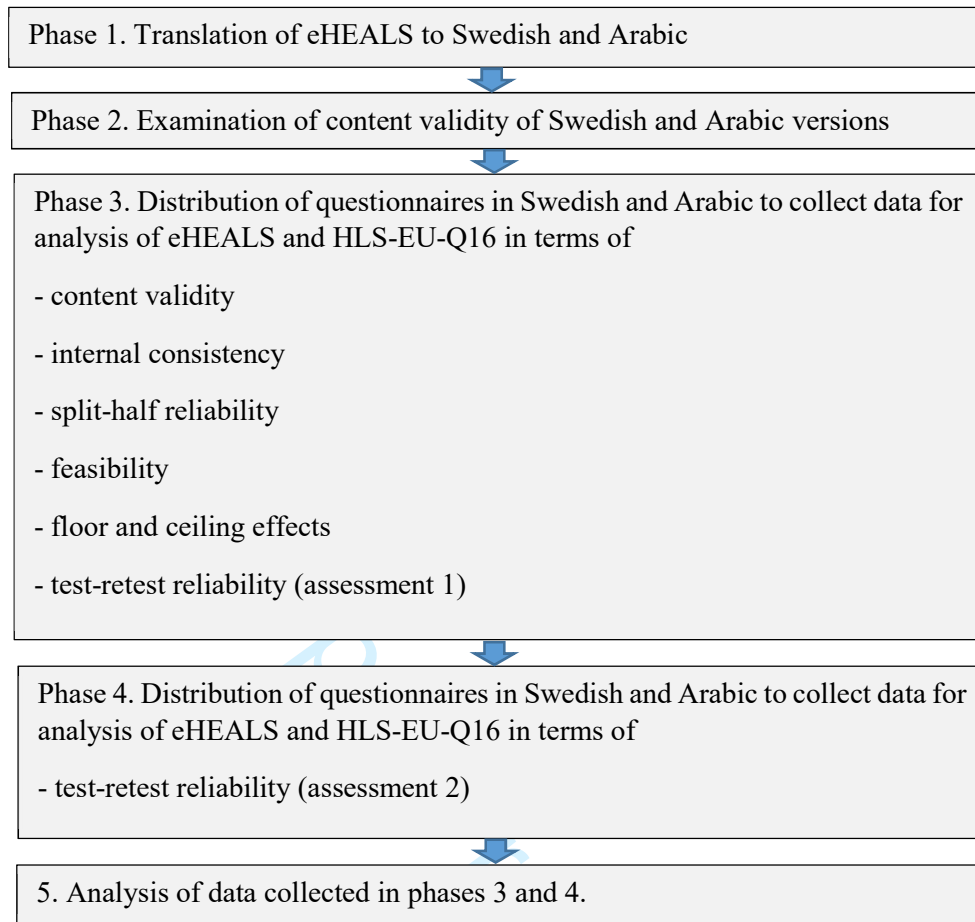 Phase 1. Translation of eHEALS to Swedish and Arabic
Phase 2. Examination of content validity of Swedish and Arabic versions
Phase 3. Distribution of questionnaires in Swedish and Arabic to collect data for
analysis of eHEALS and HLS-EU-Q16 in terms of
- content validity
- internal consistency
- split-half reliability
- feasibility
- floor and ceiling effects
- test-retest reliability (assessment 1)
Phase 4. Distribution of questionnaires in Swedish and Arabic to collect data for
analysis of eHEALS and HLS-EU-Q16 in terms of
- test-retest reliability (assessment 2)
5. Analysis of data collected in phases 3 and 4.